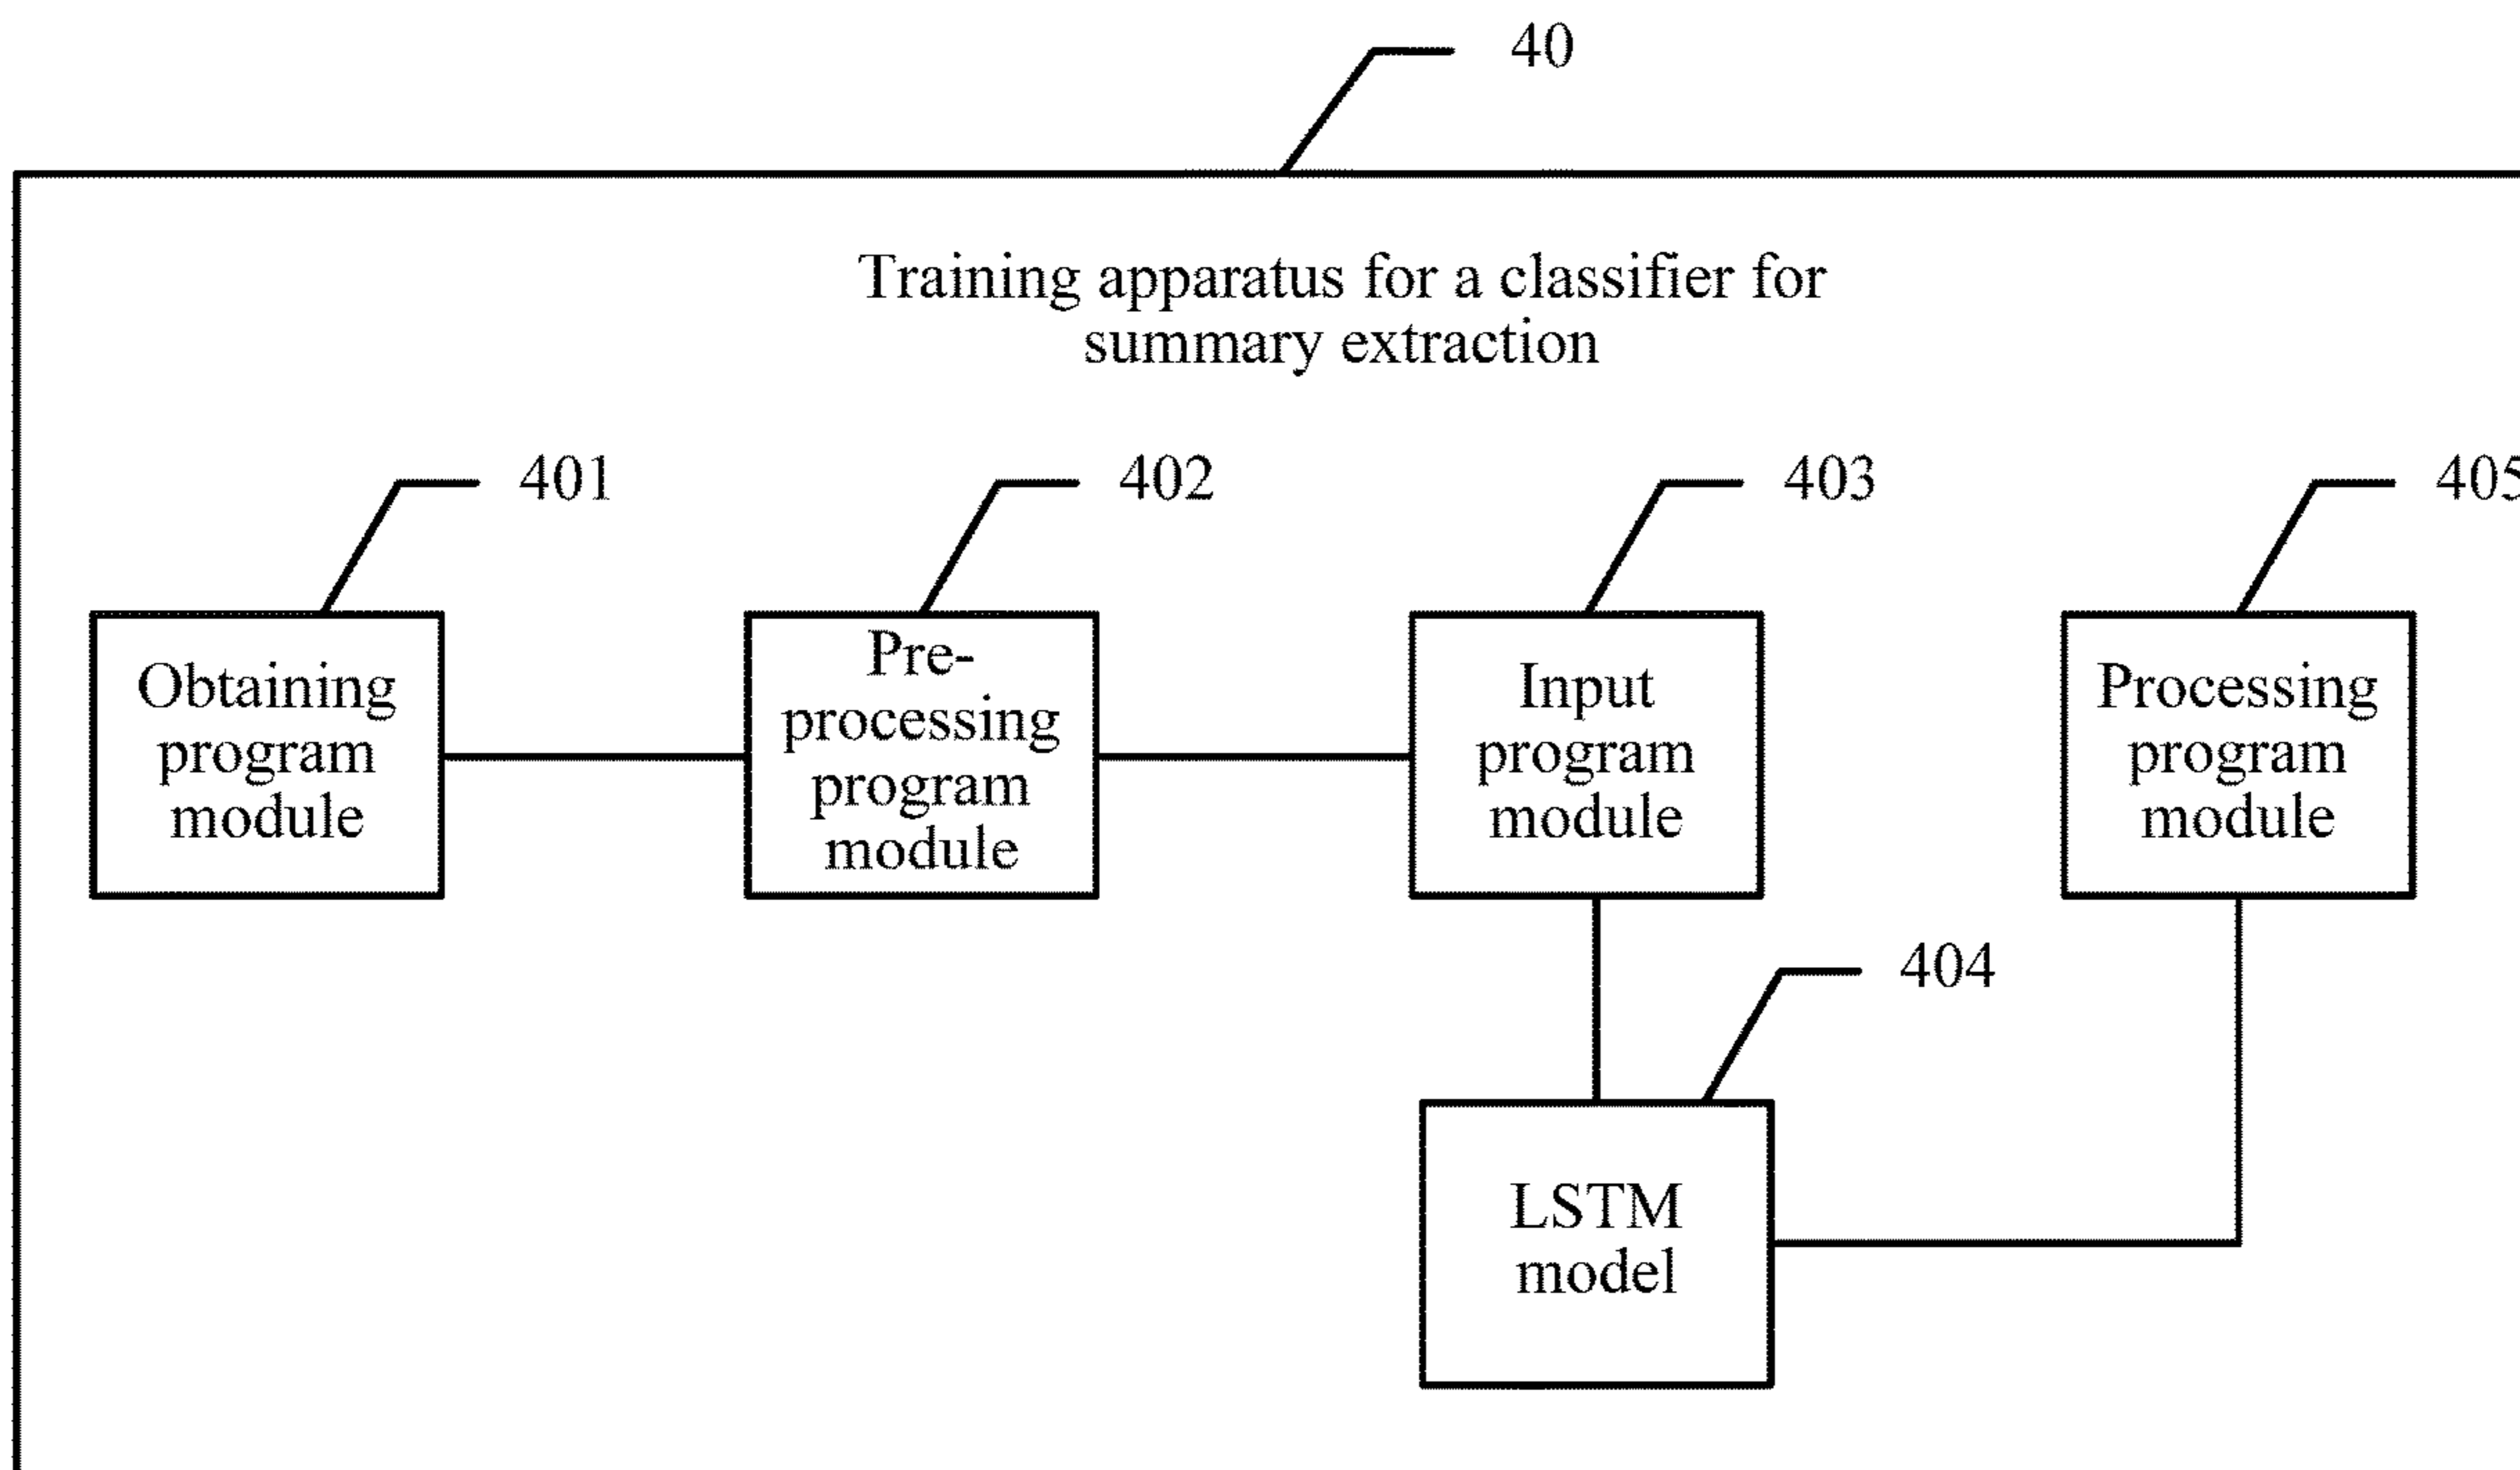 40
Training apparatus for a classifier for
summary extraction
401
402
403
405
Obtaining
program
module
Pre-
processing
program
module
Input
program
module
Processing
program
module
404
LSTM
model